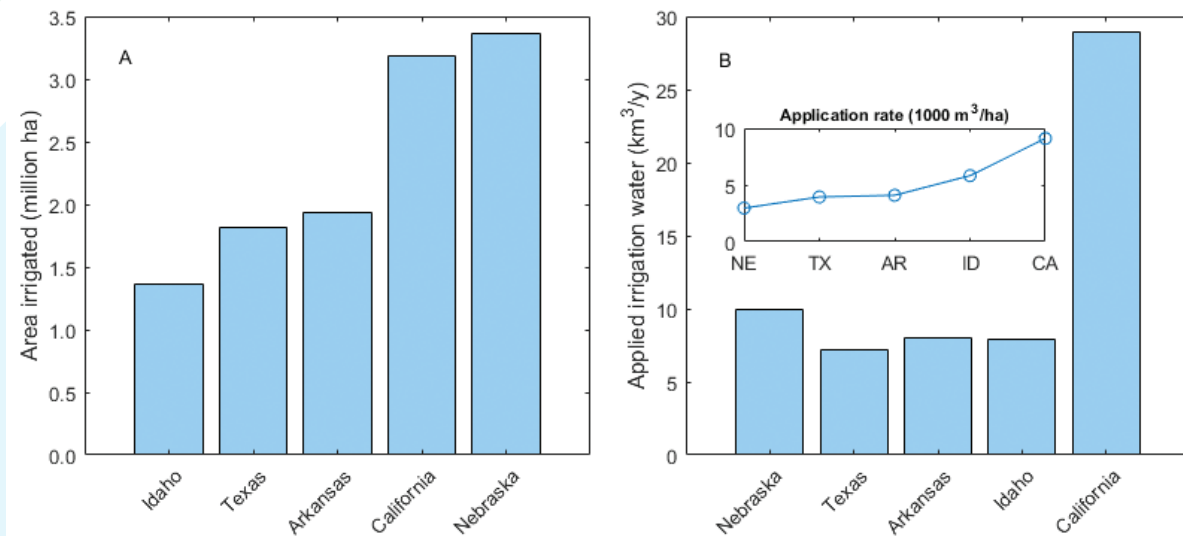 A
Area irrigated (million ha)
3.5
3.0
2.5
2.0
1.5
1.0
0.5
0.0
Idaho
Texas
Arkansas
California
Nebraska
B
Applied irrigation water (km³/y)
30
25
20
15
10
5
0
Application rate (1000 m³/ha)
10
5
0
NE
TX
AR
ID
CA
Nebraska
Texas
Arkansas
Idaho
California